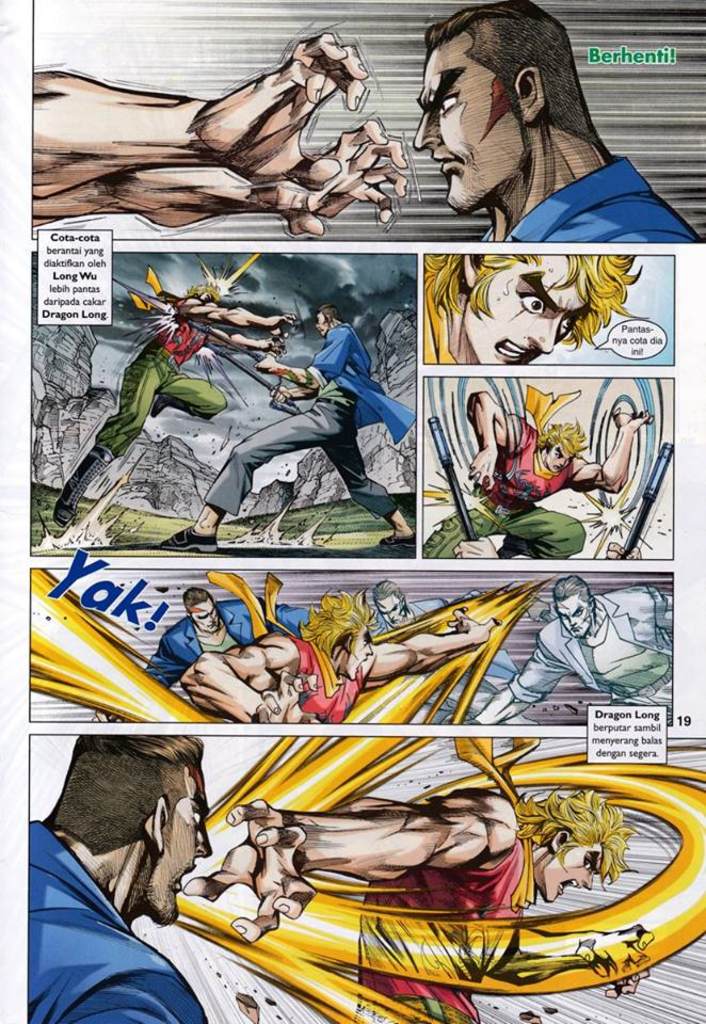 Berhenti!
Cota-cota
berantai yang
diaktifkan oleh
Long Wu
lebih pantas
daripada cakar
Dragon Long.
Pantas-
nya cota dia
ini!
Yak!
Dragon Long
berputar sambil
menyerang balas
dengan segera.
19